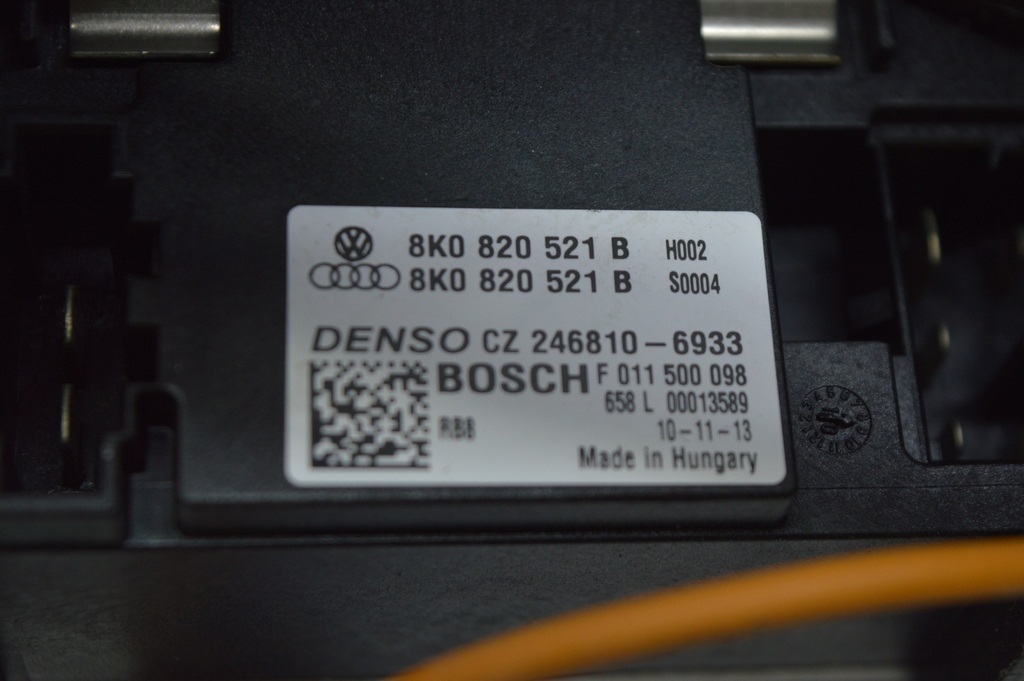 8K0 820 521 B H002
8K0 820 521 B S0004
DENSO CZ 246810-6933
BOSCH F 011 500 098
658 L 00013589
RBB 10-11-13
Made in Hungary